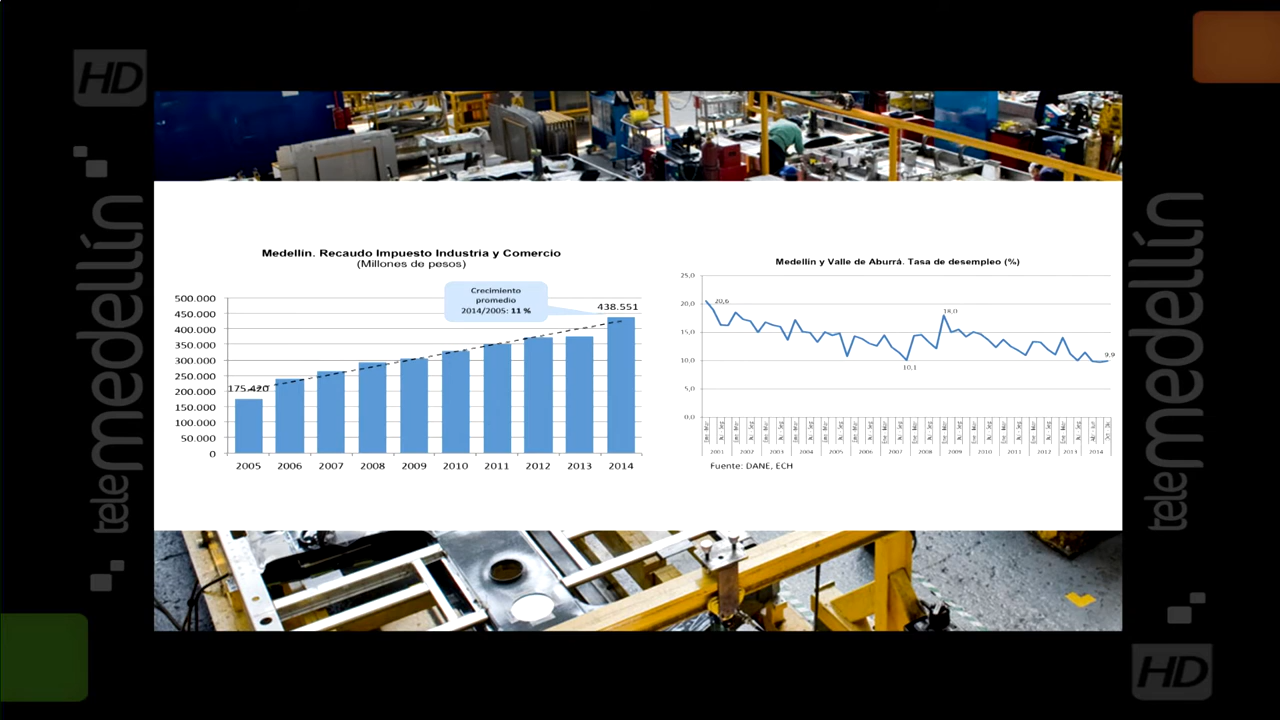 HD
telemedellín
Medellín. Recaudo Impuesto Industria y Comercio
(Millones de pesos)
Crecimiento
promedio
2014/2005: 11 %
438.551
175.420
500.000
450.000
400.000
350.000
300.000
250.000
200.000
150.000
100.000
50.000
0
2005 2006 2007 2008 2009 2010 2011 2012 2013 2014
Medellín y Valle de Aburrá. Tasa de desempleo (%)
25,0
20,0
15,0
10,0
5,0
0,0
20,6
18,0
10,1
9,9
2001 2002 2003 2004 2005 2006 2007 2008 2009 2010 2011 2012 2013 2014
Fuente: DANE, ECH
telemedellín
HD